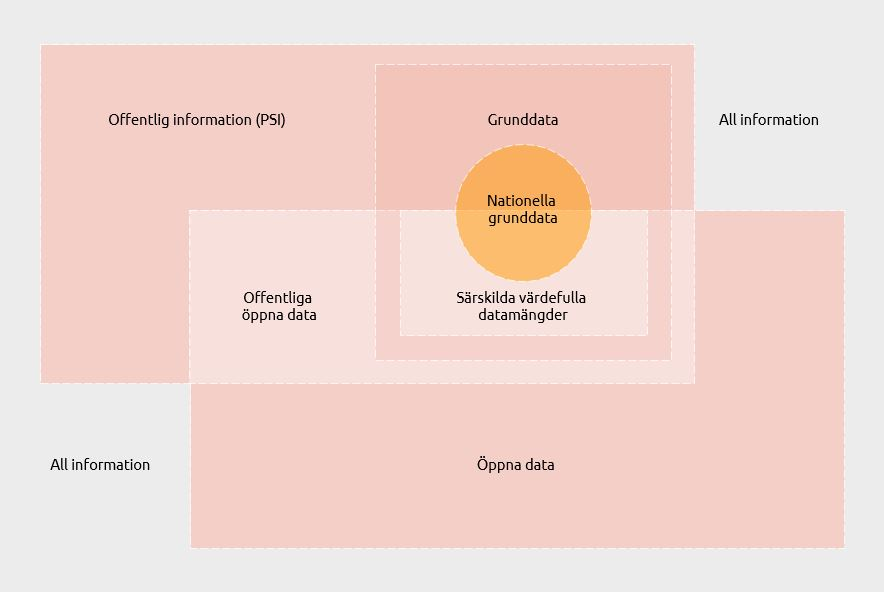 Offentlig information (PSI)
Grunddata
All information
Nationella
grunddata
Offentliga
öppna data
Särskilda värdefulla
datamängder
All information
Öppna data